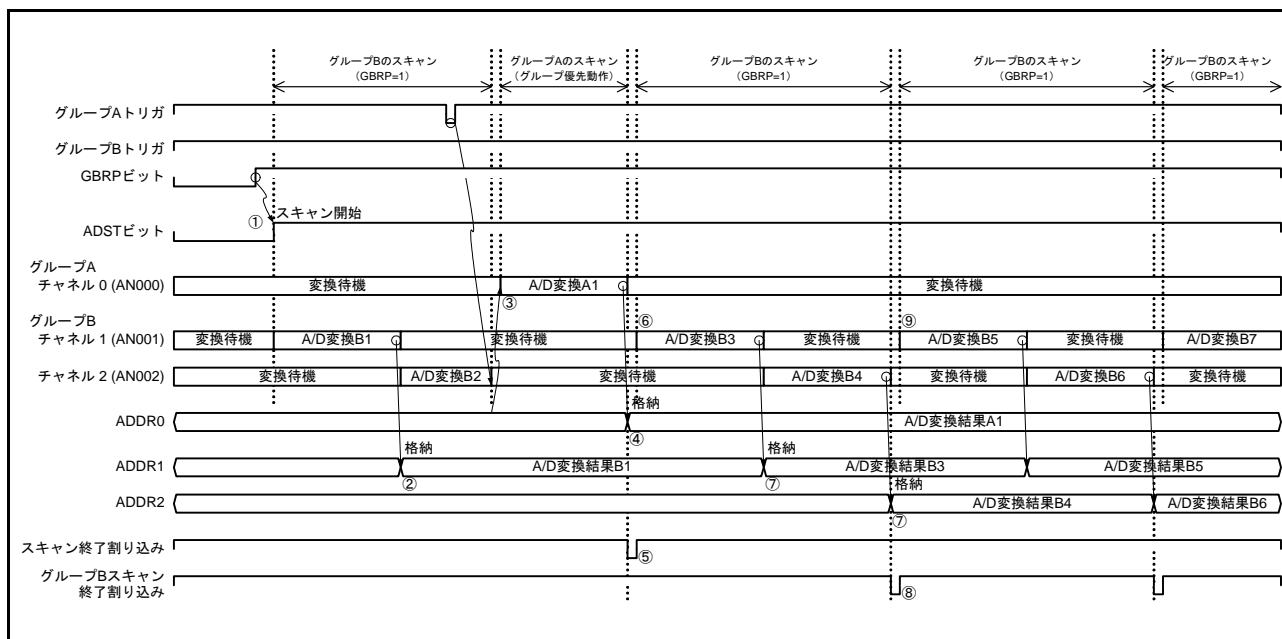 グループBのスキャン
(GBRP=1)
グループAのスキャン
(グループ優先動作)
グループBのスキャン
(GBRP=1)
グループBのスキャン
(GBRP=1)
グループBのスキャン
(GBRP=1)
グループAトリガ
グループBトリガ
GBRPビット
① スキャン開始
ADSTビット
グループA
チャネル 0 (AN000) 変換待機 A/D変換A1 変換待機
③
グループB ⑥ ⑨
チャネル 1 (AN001) 変換待機 A/D変換B1 変換待機 A/D変換B3 変換待機 A/D変換B5 変換待機 A/D変換B7
チャネル 2 (AN002) 変換待機 A/D変換B2 変換待機 A/D変換B4 変換待機 A/D変換B6 変換待機
格納
ADDR0 A/D変換結果A1
④
格納 格納
ADDR1 A/D変換結果B1 A/D変換結果B3 A/D変換結果B5
② ⑦ 格納
ADDR2 A/D変換結果B4 A/D変換結果B6
⑦
スキャン終了割り込み ⑤
グループBスキャン
終了割り込み ⑧